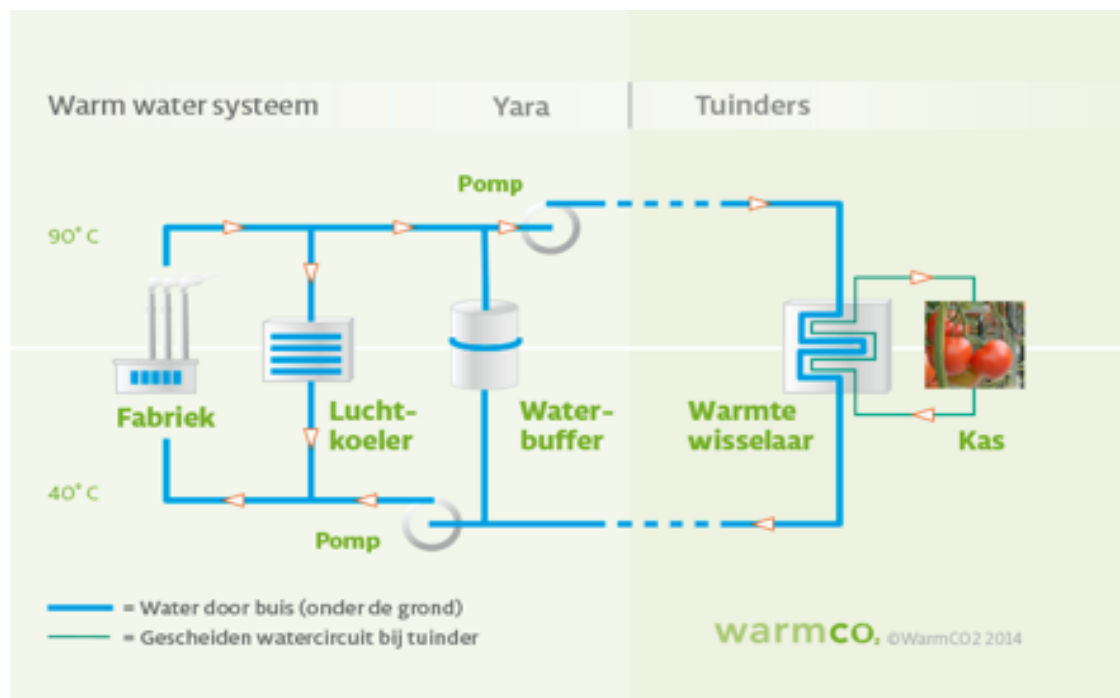 Warm water systeem
Yara
Tuinders
Pomp
90° C
Fabriek
Lucht-
koeler
Water-
buffer
Warmte
wisselaar
Kas
40° C
Pomp
= Water door buis (onder de grond)
= Gescheiden watercircuit bij tuinder
warmco₂ ©WarmCO2 2014